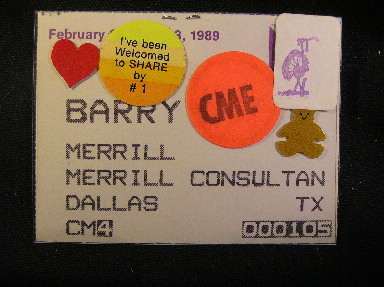 February 3, 1989
I've been
Welcomed
to SHARE
by
# 1
CME
BARRY
MERRILL
MERRILL CONSULTAN
DALLAS TX
CM4 000105